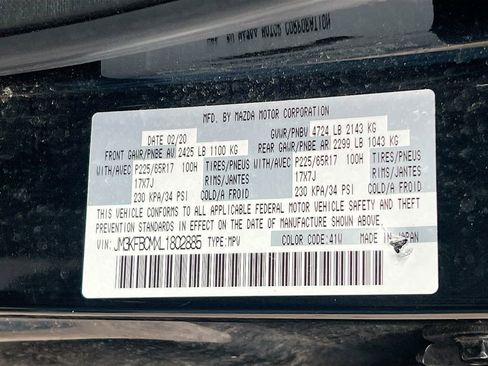 MFD. BY MAZDA MOTOR CORPORATION
DATE 02/20 GVWR/PNBV 4724 LB 2143 KG
FRONT GAWR/PNBE AV 2425 LB 1100 KG REAR GAWR/PNBE AR 2299 LB 1043 KG
WITH/AVEC P225/65R17 100H TIRES/PNEUS WITH/AVEC P225/65R17 100H TIRES/PNEUS
17X7J RIMS/JANTES 17X7J RIMS/JANTES
230 KPA/34 PSI COLD/A FROID 230 KPA/34 PSI COLD/A FROID
THIS VEHICLE CONFORMS TO ALL APPLICABLE FEDERAL MOTOR VEHICLE SAFETY AND THEFT
PREVENTION STANDARDS IN EFFECT ON THE DATE OF MANUFACTURE SHOWN ABOVE.
VIN: JM3KFBCMXL1802885 TYPE:MPV COLOR CODE:41W